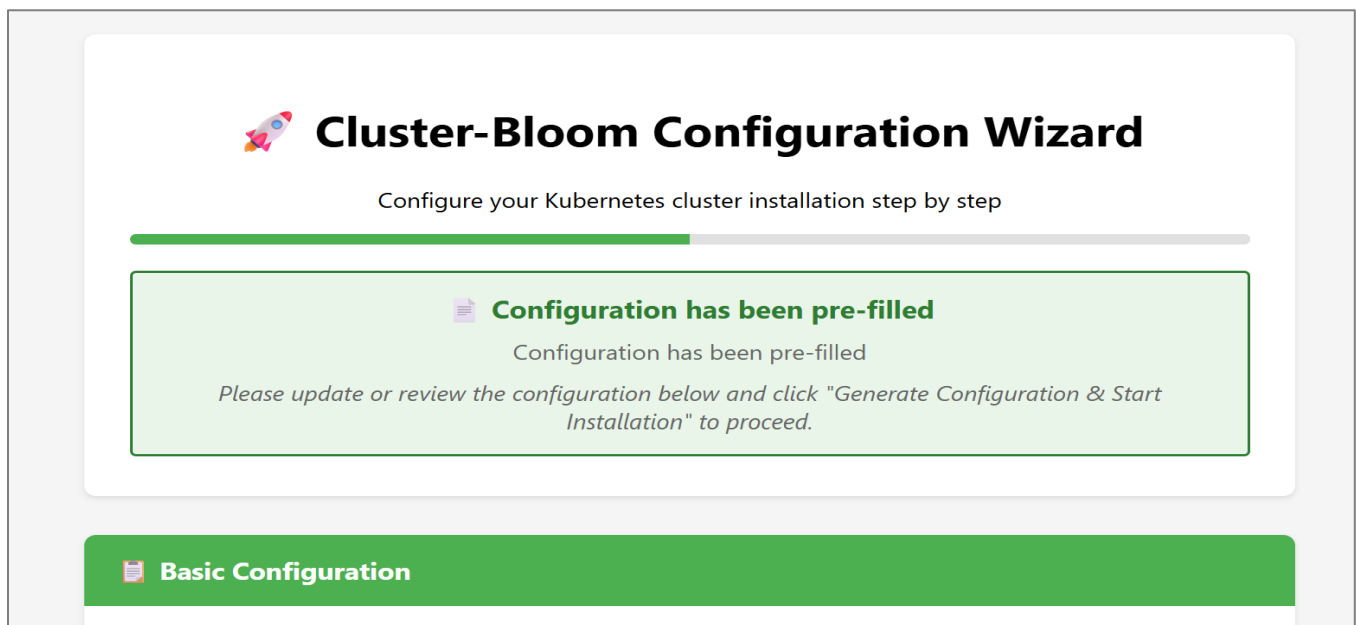 Cluster-Bloom Configuration Wizard
Configure your Kubernetes cluster installation step by step
Configuration has been pre-filled
Configuration has been pre-filled
Please update or review the configuration below and click "Generate Configuration & Start
Installation" to proceed.
Basic Configuration